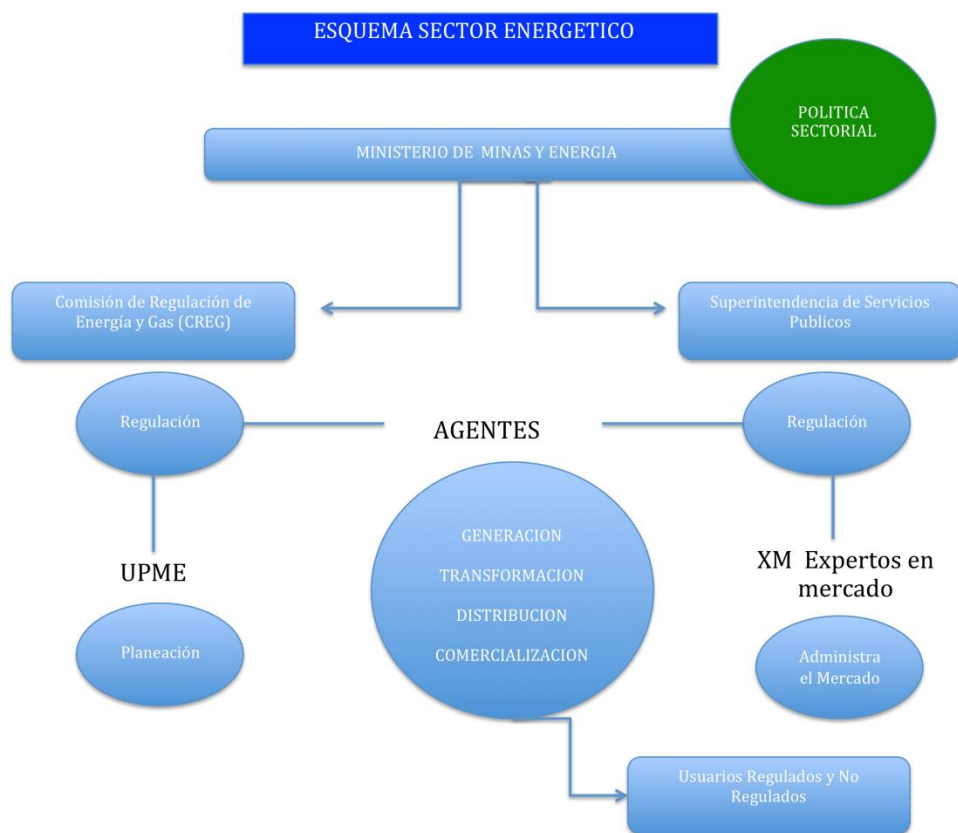 ESQUEMA SECTOR ENERGETICO
POLITICA
SECTORIAL
MINISTERIO DE MINAS Y ENERGIA
Comisión de Regulación de
Energía y Gas (CREG)
Superintendencia de Servicios
Publicos
Regulación
AGENTES
Regulación
GENERACION
TRANSFORMACION
DISTRIBUCION
COMERCIALIZACION
UPME
XM Expertos en
mercado
Planeación
Administra
el Mercado
Usuarios Regulados y No
Regulados